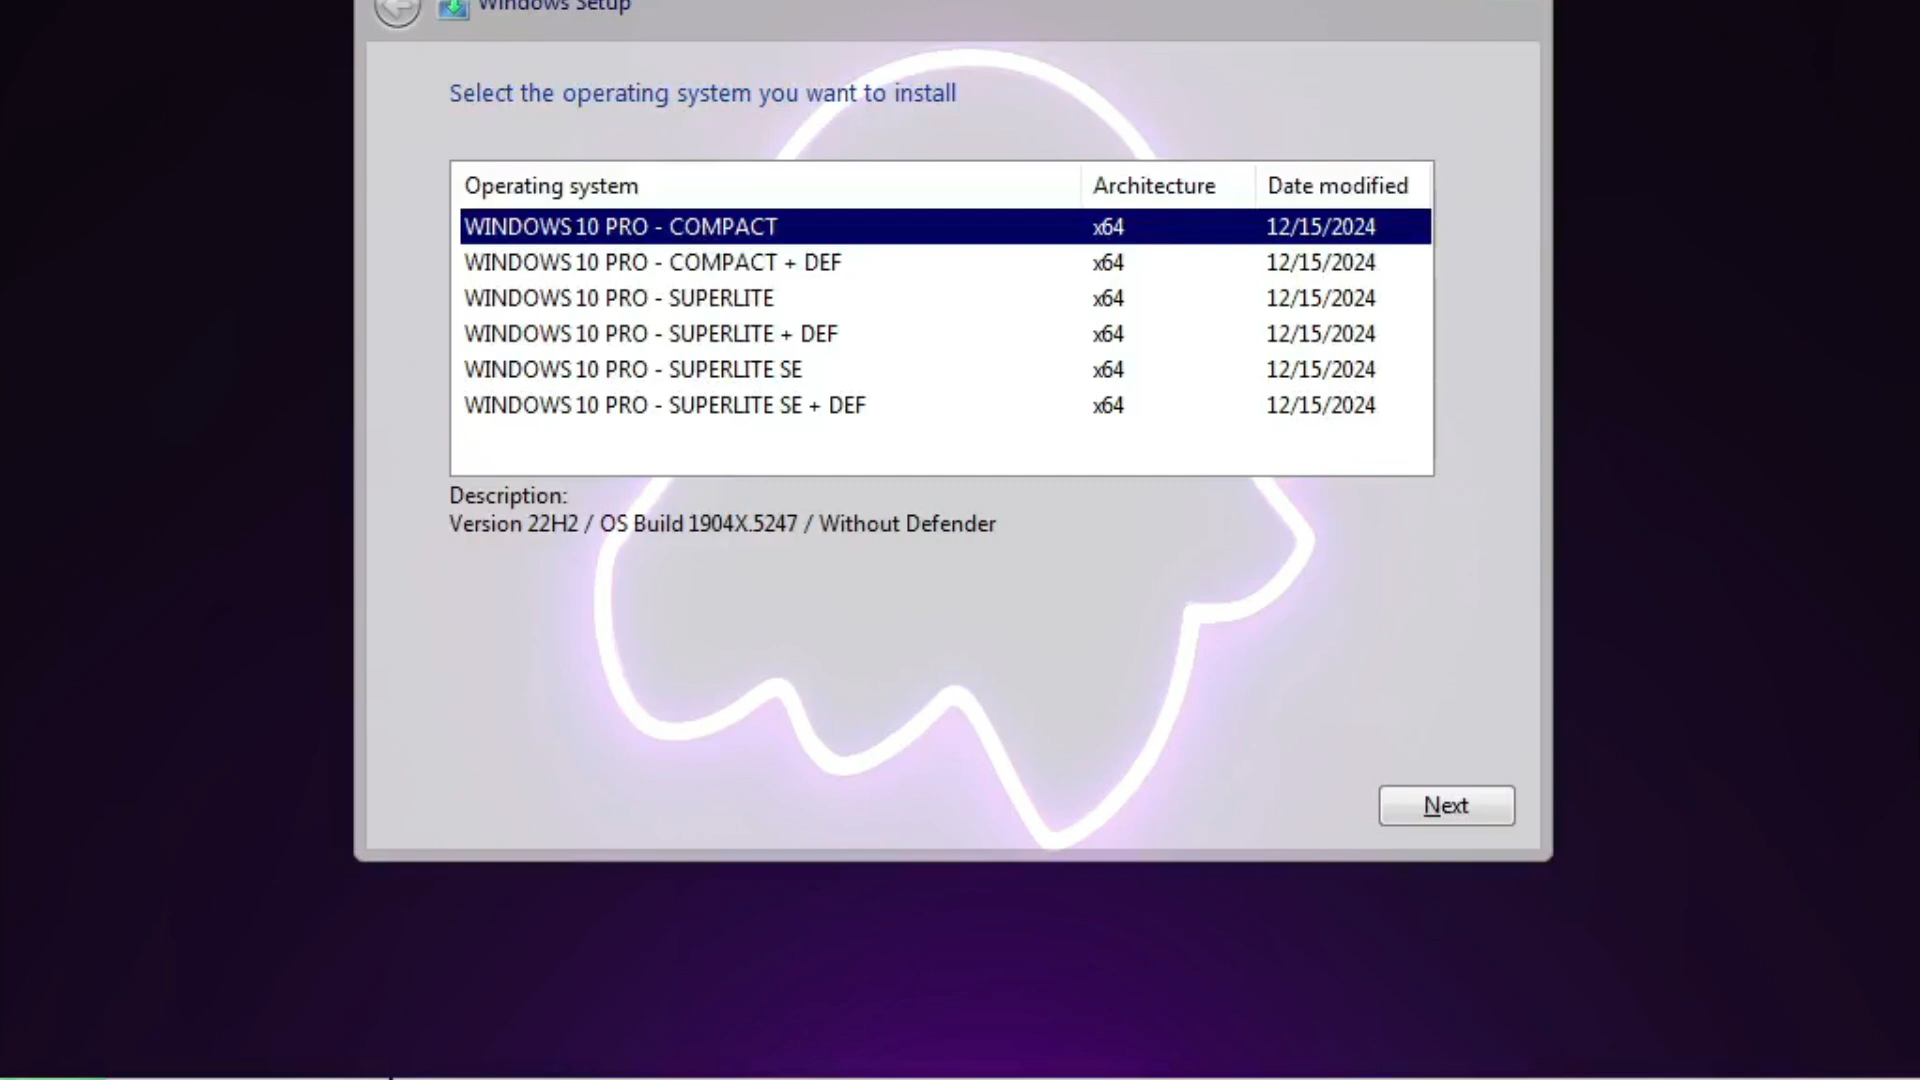 Windows Setup
Select the operating system you want to install
Operating system Architecture Date modified
WINDOWS 10 PRO - COMPACT x64 12/15/2024
WINDOWS 10 PRO - COMPACT + DEF x64 12/15/2024
WINDOWS 10 PRO - SUPERLITE x64 12/15/2024
WINDOWS 10 PRO - SUPERLITE + DEF x64 12/15/2024
WINDOWS 10 PRO - SUPERLITE SE x64 12/15/2024
WINDOWS 10 PRO - SUPERLITE SE + DEF x64 12/15/2024
Description:
Version 22H2 / OS Build 1904X.5247 / Without Defender
Next